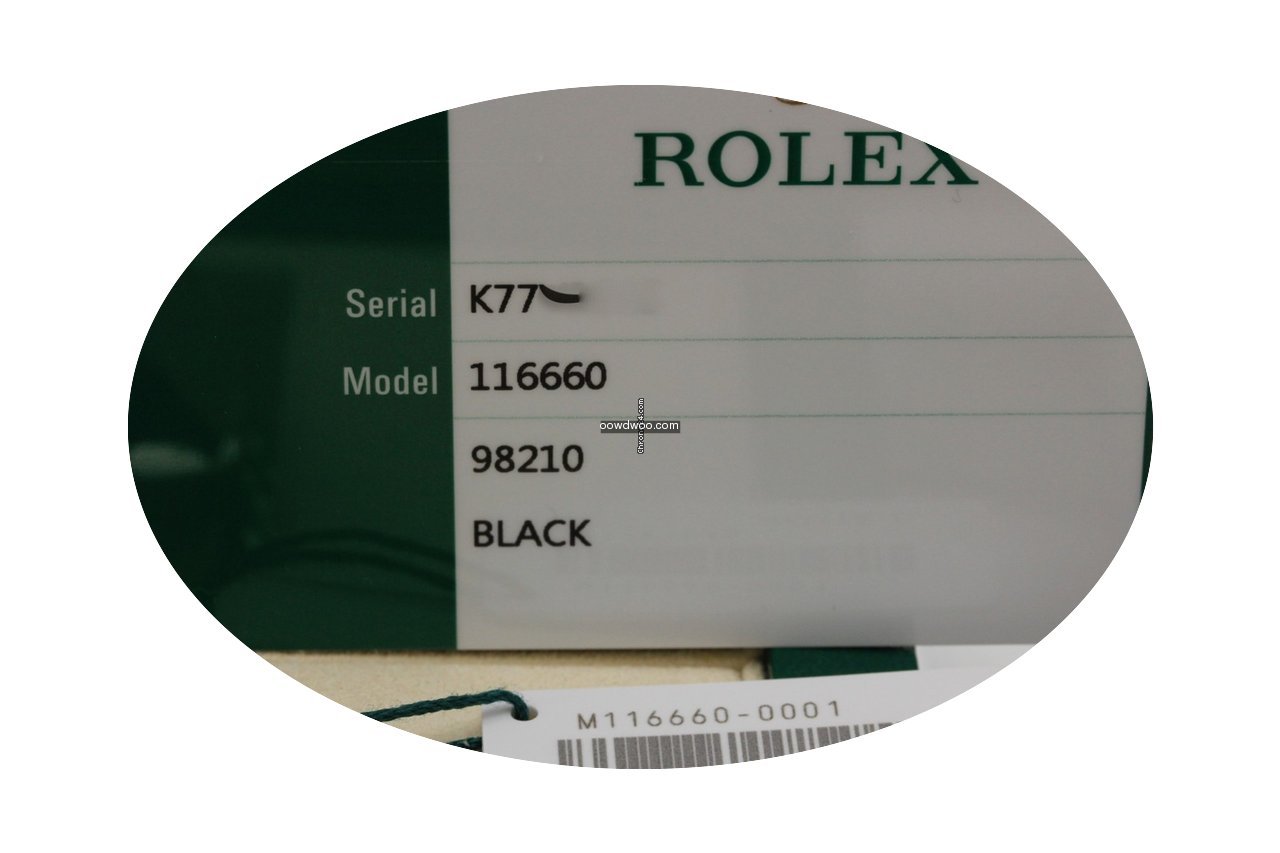 ROLEX
Serial K77
Model 116660
oowdwoo.com
98210
BLACK
M116660-0001